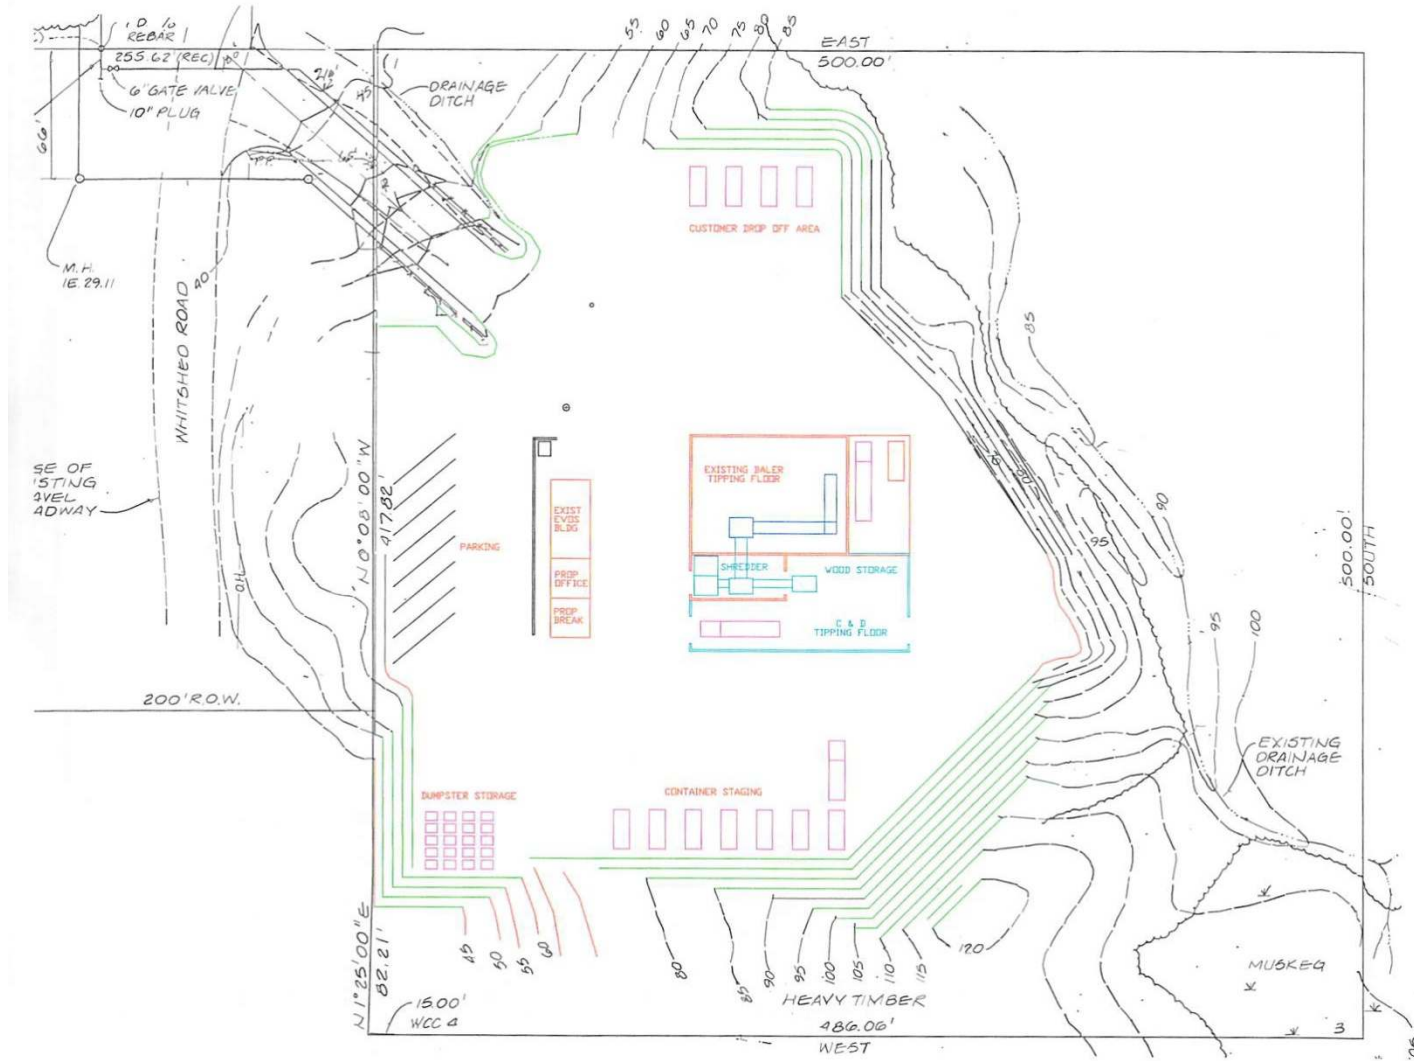 REBAR
255.62 (REC)
6" GATE VALVE
10" PLUG
66'
M.H.
IE.29.11
WHITSHED ROAD
40
DRAINAGE
DITCH
45
55
60
65
70
75
80
85
EAST
500.00'
CUSTOMER DROP OFF AREA
85
90
95
80
95
100
500.00'
SOUTH
SE OF
ISTING
AVEL
ADWAY
N 0°08'00" W
417.82'
PARKING
EXIST
EVOS
BLDG
PROP
OFFICE
PROP
BREAK
EXISTING BALER
TIPPING FLOOR
SHREDDER
WOOD STORAGE
C & D
TIPPING FLOOR
200' R.O.W.
EXISTING
DRAINAGE
DITCH
DUMPSTER STORAGE
CONTAINER STAGING
N 1°25'00" E
82.21'
45
50
55
60
80
85
90
95
100
105
110
115
120
HEAVY TIMBER
MUSKEG
15.00'
WCC 4
486.06'
WEST
3